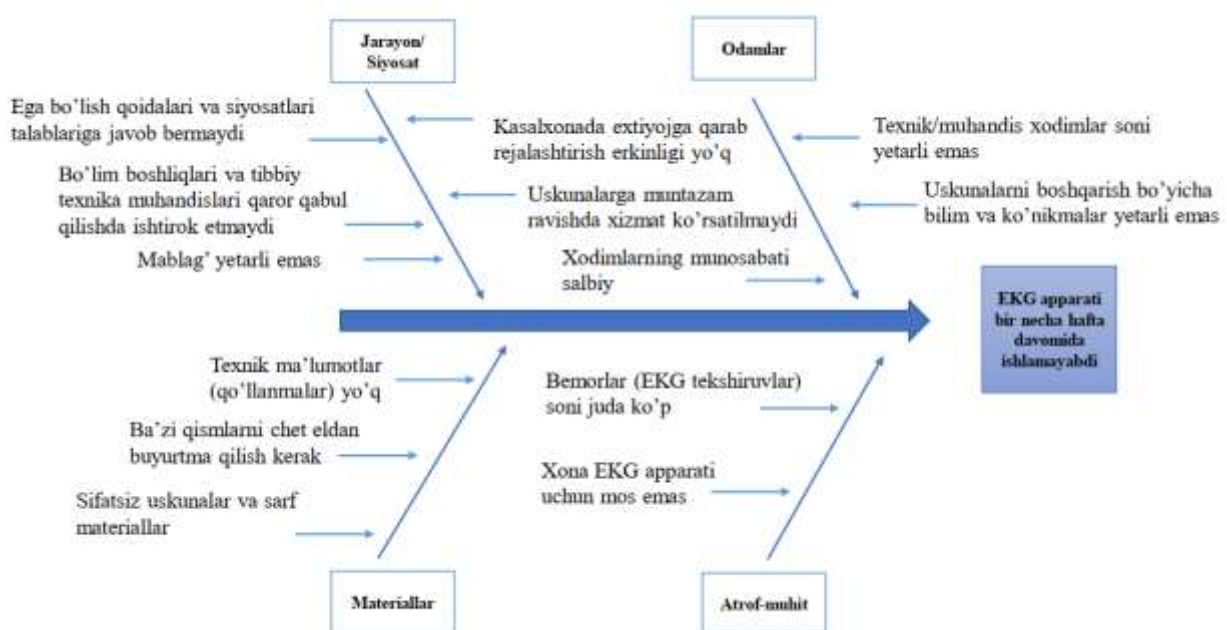 Jarayon/
Siyosat
Odamlar
Ega bo’lish qoidalari va siyosatlari
talablariga javob bermaydi
Bo’lim boshliqlari va tibbiy
texnika muhandislari qaror qabul
qilishda ishtirok etmaydi
Mablag’ yetarli emas
Kasalxonada extiyojga qarab
rejalashtirish erkinligi yo’q
Uskunalarga muntazam
ravishda xizmat ko’rsatilmaydi
Xodimlarning munosabati
salbiy
Texnik/muhandis xodimlar soni
yetarli emas
Uskunalarni boshqarish bo’yicha
bilim va ko’nikmalar yetarli emas
EKG apparati
bir necha hafta
davomida
ishlamayabdi
Texnik ma’lumotlar
(qo’llanmalar) yo’q
Ba’zi qismlarni chet eldan
buyurtma qilish kerak
Sifatsiz uskunalar va sarf
materiallar
Bemorlar (EKG tekshiruvlar)
soni juda ko’p
Xona EKG apparati
uchun mos emas
Materiallar
Atrof-muhit